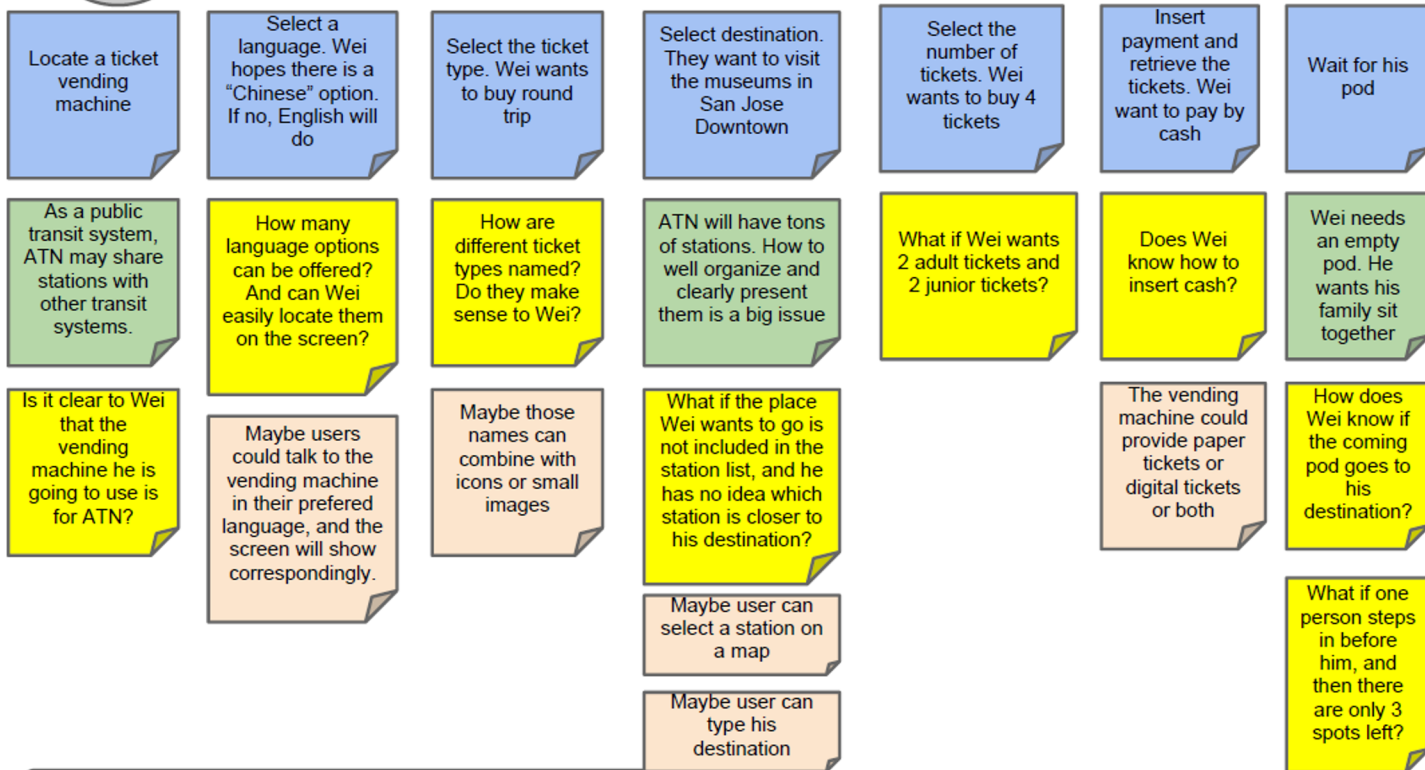 Locate a ticket
vending
machine
Select a
language. Wei
hopes there is a
“Chinese” option.
If no, English will
do
Select the ticket
type. Wei wants
to buy round
trip
Select destination.
They want to visit
the museums in
San Jose
Downtown
Select the
number of
tickets. Wei
wants to buy 4
tickets
Insert
payment and
retrieve the
tickets. Wei
want to pay by
cash
Wait for his
pod
As a public
transit system,
ATN may share
stations with
other transit
systems.
How many
language options
can be offered?
And can Wei
easily locate them
on the screen?
How are
different ticket
types named?
Do they make
sense to Wei?
ATN will have tons
of stations. How to
well organize and
clearly present
them is a big issue
What if Wei wants
2 adult tickets and
2 junior tickets?
Does Wei
know how to
insert cash?
Wei needs
an empty
pod. He
wants his
family sit
together
Is it clear to Wei
that the
vending
machine he is
going to use is
for ATN?
Maybe users
could talk to the
vending machine
in their prefered
language, and the
screen will show
correspondingly.
Maybe those
names can
combine with
icons or small
images
What if the place
Wei wants to go is
not included in the
station list, and he
has no idea which
station is closer to
his destination?
The vending
machine could
provide paper
tickets or
digital tickets
or both
How does
Wei know if
the coming
pod goes to
his
destination?
Maybe user can
select a station on
a map
What if one
person steps
in before
him, and
then there
are only 3
spots left?
Maybe user can
type his
destination